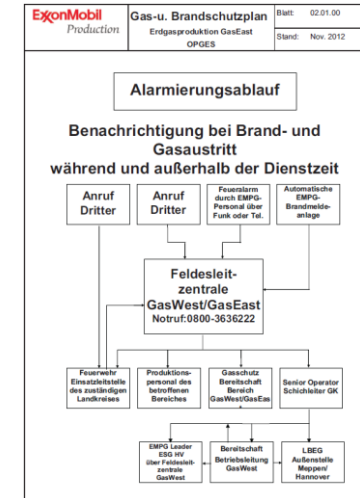 ExxonMobil
Production
Gas-u. Brandschutzplan
Erdgasproduktion GasEast
OPGES
Blatt: 02.01.00
Stand: Nov. 2012
Alarmierungsablauf
Benachrichtigung bei Brand- und
Gasaustritt
während und außerhalb der Dienstzeit
Anruf
Dritter
Anruf
Dritter
Feueralarm
durch EMPG-
Personal über
Funk oder Tel.
Automatische
EMPG-
Brandmelde-
anlage
Feldesleit-
zentrale
GasWest/GasEast
Notruf:0800-3636222
Feuerwehr
Einsatzleitstelle
des zuständigen
Landkreises
Produktions-
personal des
betroffenen
Bereiches
Gasschutz
Bereitschaft
Bereich
GasWest/GasEas
Senior Operator
Schichleiter GK
EMPG Leader
ESG HV
über Feldesleit-
zentrale
GasWest
Bereitschaft
Betriebsleitung
GasWest
LBEG
Außenstelle
Meppen/
Hannover